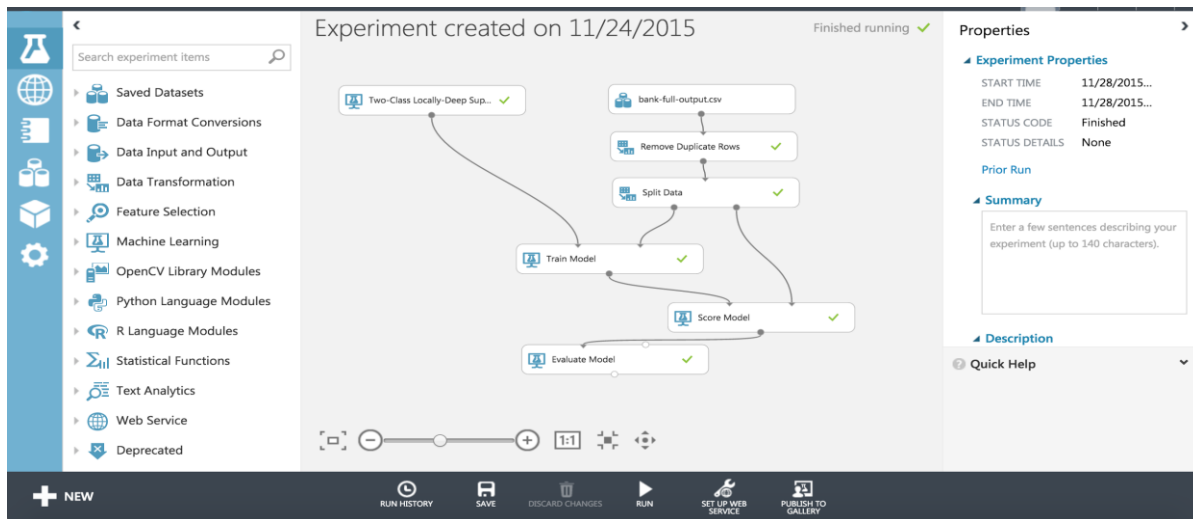 Experiment created on 11/24/2015
Finished running
Search experiment items
Saved Datasets
Data Format Conversions
Data Input and Output
Data Transformation
Feature Selection
Machine Learning
OpenCV Library Modules
Python Language Modules
R Language Modules
Statistical Functions
Text Analytics
Web Service
Deprecated
Two-Class Locally-Deep Sup...
bank-full-output.csv
Remove Duplicate Rows
Split Data
Train Model
Score Model
Evaluate Model
1:1
Properties
Experiment Properties
START TIME 11/28/2015...
END TIME 11/28/2015...
STATUS CODE Finished
STATUS DETAILS None
Prior Run
Summary
Enter a few sentences describing your
experiment (up to 140 characters).
Description
Quick Help
NEW
RUN HISTORY
SAVE
DISCARD CHANGES
RUN
SET UP WEB
SERVICE
PUBLISH TO
GALLERY